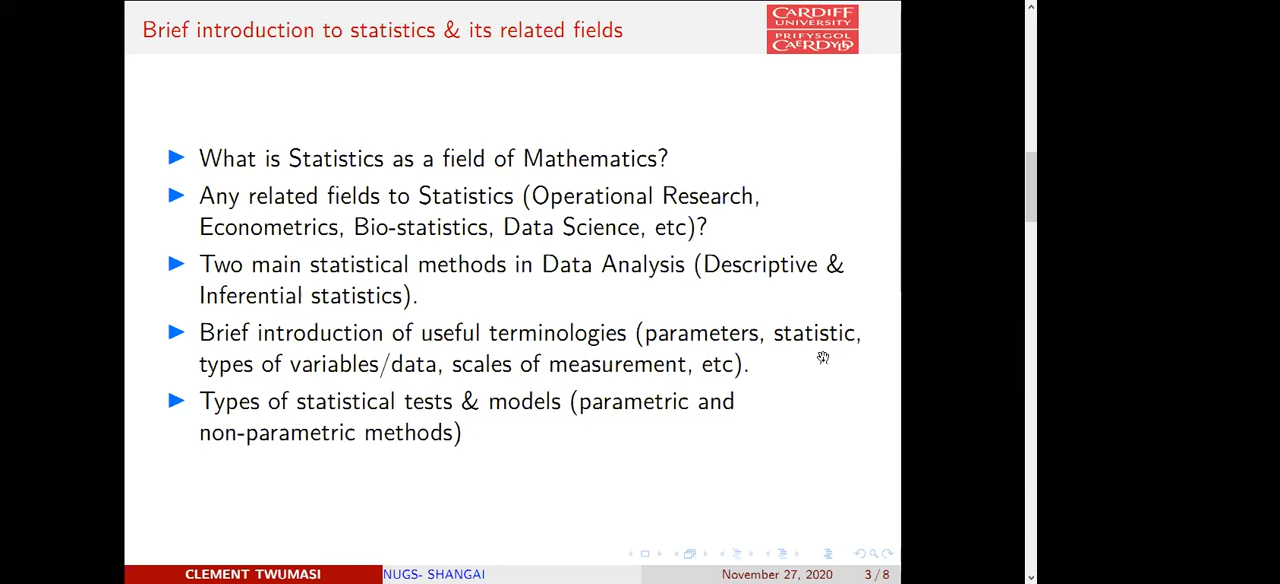 Brief introduction to statistics & its related fields
CARDIFF
UNIVERSITY
PRIFYSGOL
CAERDYDD
What is Statistics as a field of Mathematics?
Any related fields to Statistics (Operational Research,
Econometrics, Bio-statistics, Data Science, etc)?
Two main statistical methods in Data Analysis (Descriptive &
Inferential statistics).
Brief introduction of useful terminologies (parameters, statistic,
types of variables/data, scales of measurement, etc).
Types of statistical tests & models (parametric and
non-parametric methods)
CLEMENT TWUMASI NUGS- SHANGAI November 27, 2020 3 / 8